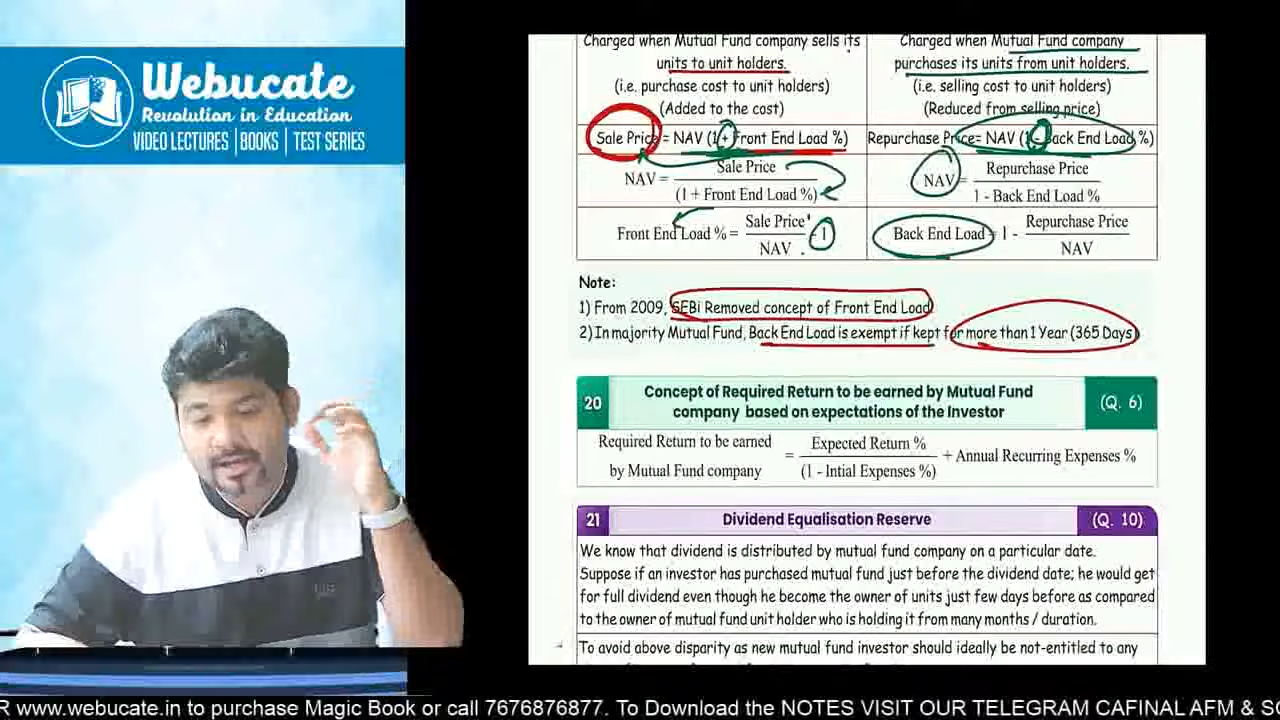 Webucate
Revolution in Education
VIDEO LECTURES | BOOKS | TEST SERIES
Charged when Mutual Fund company sells its
units to unit holders.
(i.e. purchase cost to unit holders)
(Added to the cost)
Charged when Mutual Fund company
purchases its units from unit holders.
(i.e. selling cost to unit holders)
(Reduced from selling price)
Sale Price = NAV (1 + Front End Load %)
Repurchase Price= NAV (1 - Back End Load %)
NAV = Sale Price
(1 + Front End Load %)
NAV = Repurchase Price
1 - Back End Load %
Front End Load % = Sale Price - 1
NAV
Back End Load = 1 - Repurchase Price
NAV
Note:
1) From 2009, SEBi Removed concept of Front End Load
2) In majority Mutual Fund, Back End Load is exempt if kept for more than 1 Year (365 Days)
20 Concept of Required Return to be earned by Mutual Fund
company based on expectations of the Investor (Q. 6)
Required Return to be earned
by Mutual Fund company
= Expected Return %
(1 - Intial Expenses %)
+ Annual Recurring Expenses %
21 Dividend Equalisation Reserve (Q. 10)
We know that dividend is distributed by mutual fund company on a particular date.
Suppose if an investor has purchased mutual fund just before the dividend date; he would get
for full dividend even though he become the owner of units just few days before as compared
to the owner of mutual fund unit holder who is holding it from many months / duration.
To avoid above disparity as new mutual fund investor should ideally be not-entitled to any
R www.webucate.in to purchase Magic Book or call 7676876877. To Download the NOTES VISIT OUR TELEGRAM CAFINAL AFM & S